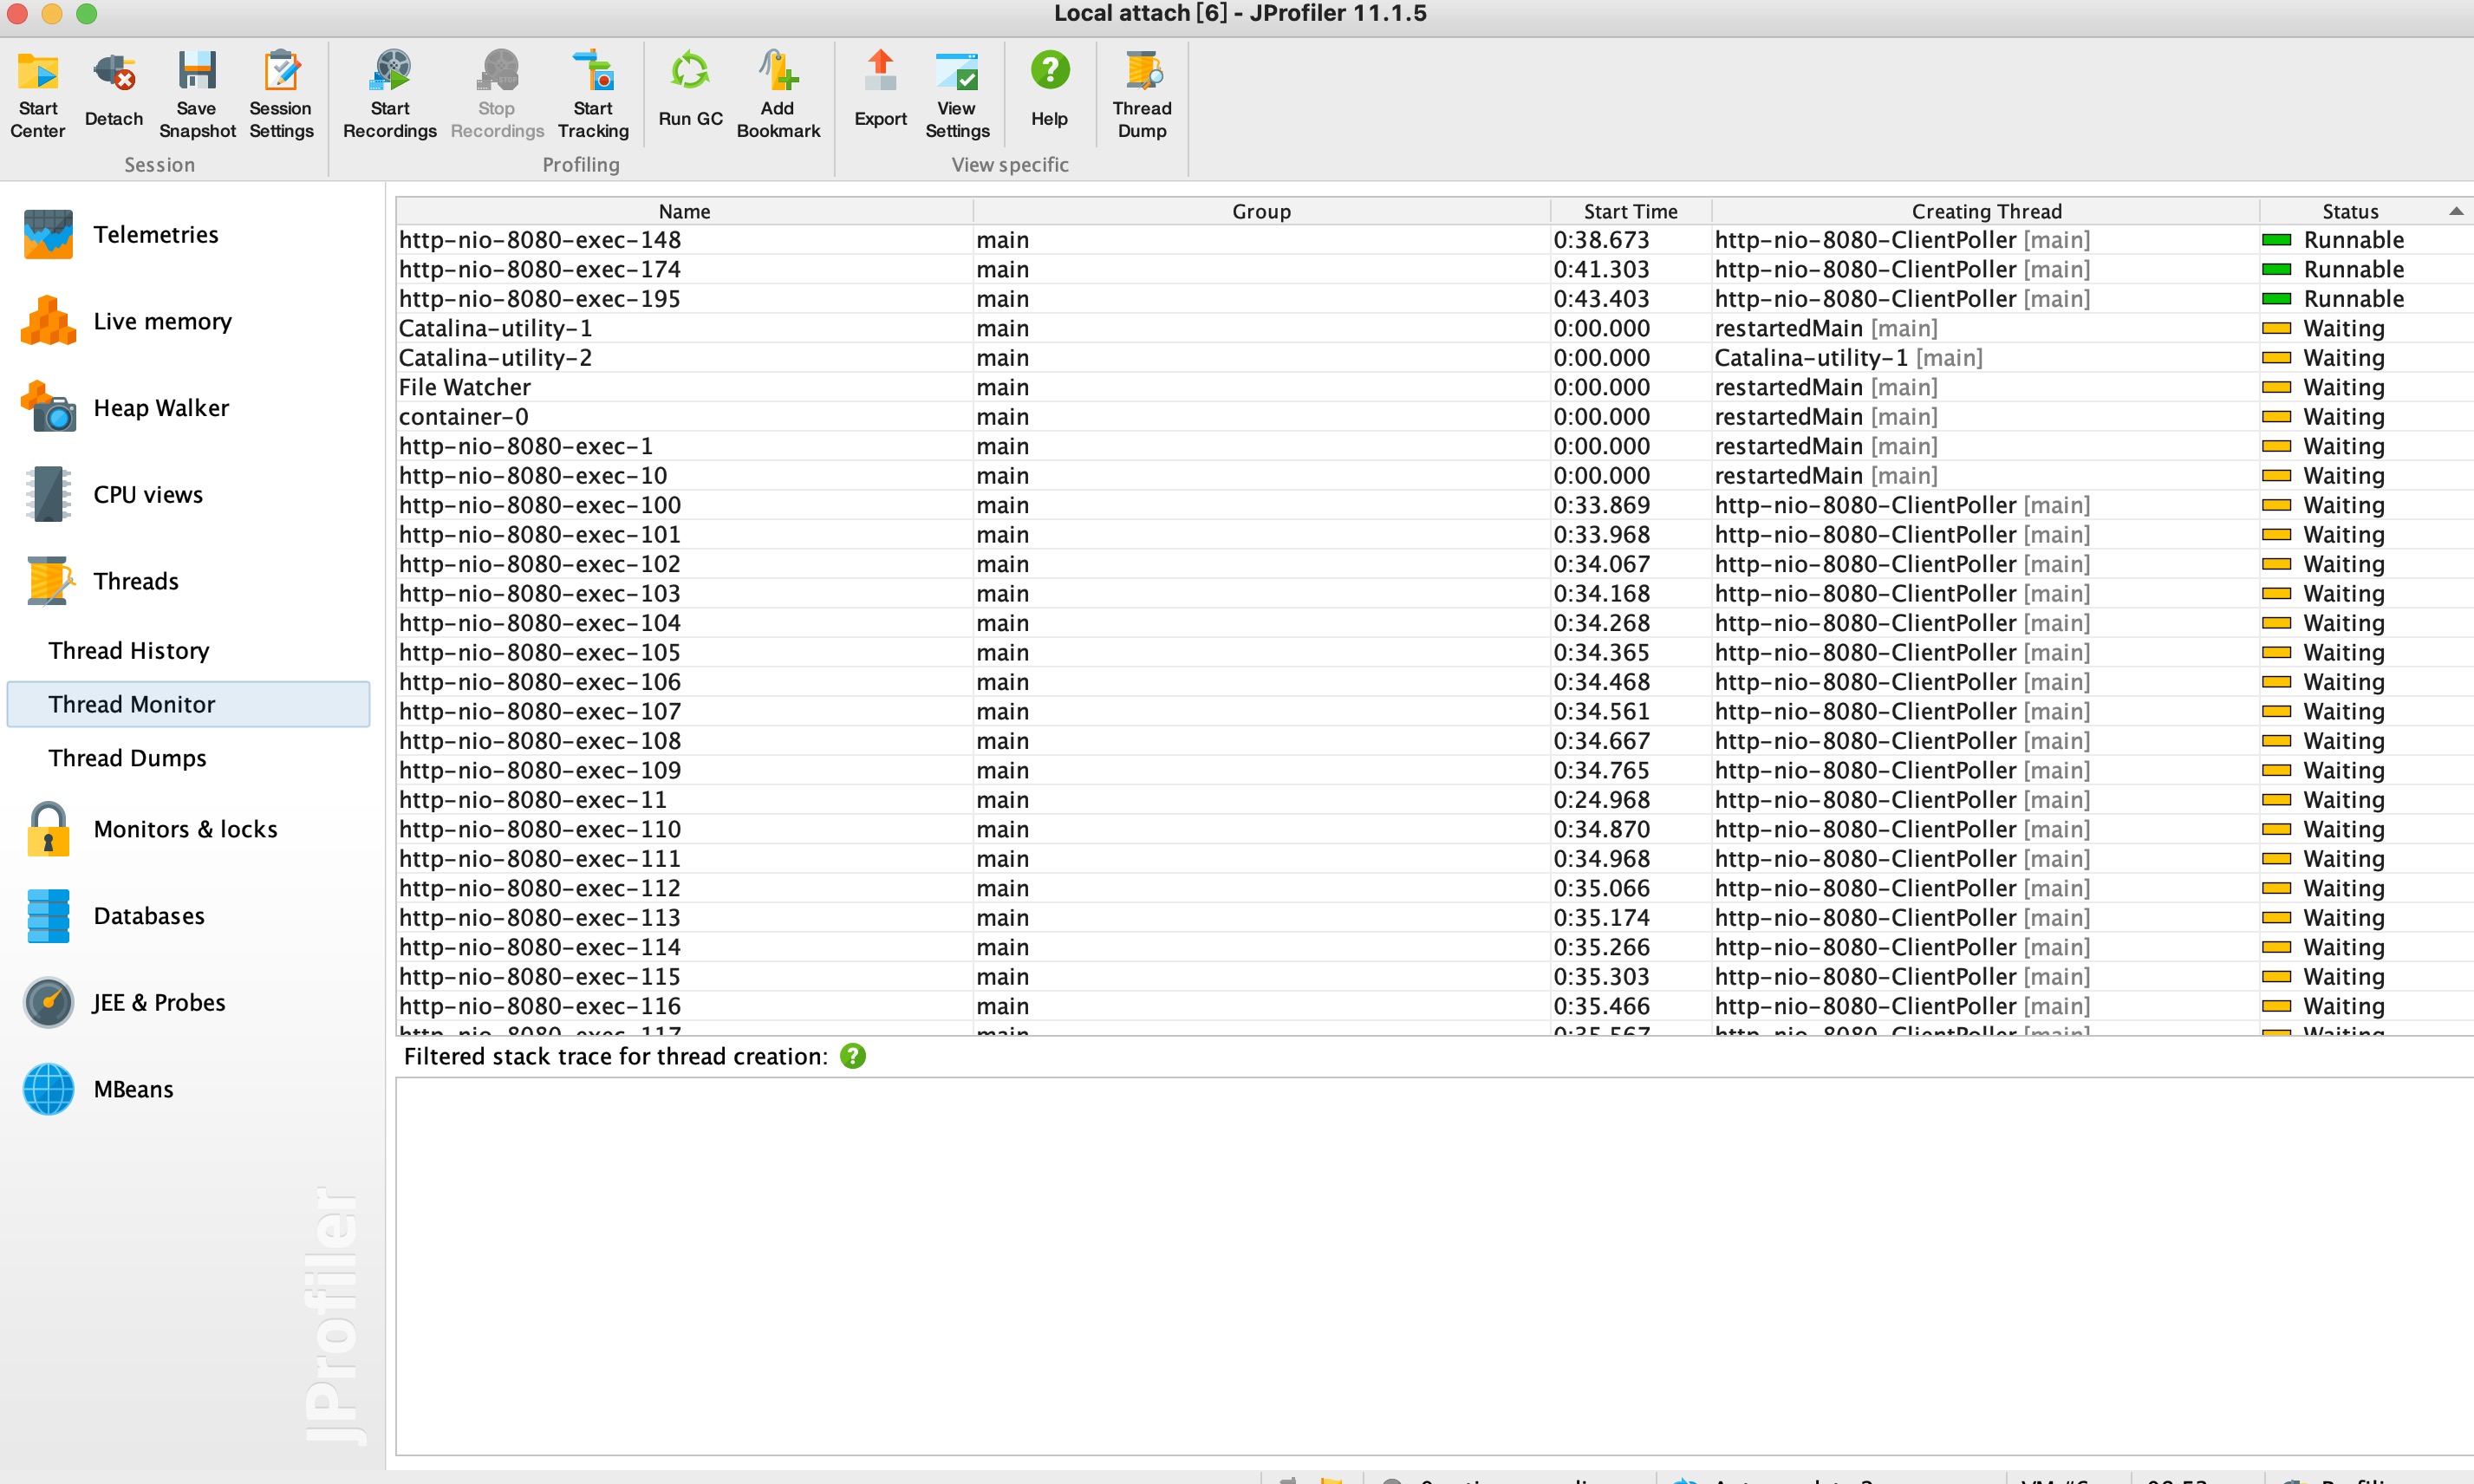 Local attach [6] - JProfiler 11.1.5
Start Center
Detach
Save Snapshot
Session Settings
Start Recordings
Stop Recordings
Start Tracking
Run GC
Add Bookmark
Export
View Settings
Help
Thread Dump
Session
Profiling
View specific
Telemetries
Live memory
Heap Walker
CPU views
Threads
Thread History
Thread Monitor
Thread Dumps
Monitors & locks
Databases
JEE & Probes
MBeans
JProfiler
Name Group Start Time Creating Thread Status
http-nio-8080-exec-148 main 0:38.673 http-nio-8080-ClientPoller [main] Runnable
http-nio-8080-exec-174 main 0:41.303 http-nio-8080-ClientPoller [main] Runnable
http-nio-8080-exec-195 main 0:43.403 http-nio-8080-ClientPoller [main] Runnable
Catalina-utility-1 main 0:00.000 restartedMain [main] Waiting
Catalina-utility-2 main 0:00.000 Catalina-utility-1 [main] Waiting
File Watcher main 0:00.000 restartedMain [main] Waiting
container-0 main 0:00.000 restartedMain [main] Waiting
http-nio-8080-exec-1 main 0:00.000 restartedMain [main] Waiting
http-nio-8080-exec-10 main 0:00.000 restartedMain [main] Waiting
http-nio-8080-exec-100 main 0:33.869 http-nio-8080-ClientPoller [main] Waiting
http-nio-8080-exec-101 main 0:33.968 http-nio-8080-ClientPoller [main] Waiting
http-nio-8080-exec-102 main 0:34.067 http-nio-8080-ClientPoller [main] Waiting
http-nio-8080-exec-103 main 0:34.168 http-nio-8080-ClientPoller [main] Waiting
http-nio-8080-exec-104 main 0:34.268 http-nio-8080-ClientPoller [main] Waiting
http-nio-8080-exec-105 main 0:34.365 http-nio-8080-ClientPoller [main] Waiting
http-nio-8080-exec-106 main 0:34.468 http-nio-8080-ClientPoller [main] Waiting
http-nio-8080-exec-107 main 0:34.561 http-nio-8080-ClientPoller [main] Waiting
http-nio-8080-exec-108 main 0:34.667 http-nio-8080-ClientPoller [main] Waiting
http-nio-8080-exec-109 main 0:34.765 http-nio-8080-ClientPoller [main] Waiting
http-nio-8080-exec-11 main 0:24.968 http-nio-8080-ClientPoller [main] Waiting
http-nio-8080-exec-110 main 0:34.870 http-nio-8080-ClientPoller [main] Waiting
http-nio-8080-exec-111 main 0:34.968 http-nio-8080-ClientPoller [main] Waiting
http-nio-8080-exec-112 main 0:35.066 http-nio-8080-ClientPoller [main] Waiting
http-nio-8080-exec-113 main 0:35.174 http-nio-8080-ClientPoller [main] Waiting
http-nio-8080-exec-114 main 0:35.266 http-nio-8080-ClientPoller [main] Waiting
http-nio-8080-exec-115 main 0:35.303 http-nio-8080-ClientPoller [main] Waiting
http-nio-8080-exec-116 main 0:35.466 http-nio-8080-ClientPoller [main] Waiting
http-nio-8080-exec-117 main 0:35.567 http-nio-8080-ClientPoller [main] Waiting
Filtered stack trace for thread creation: